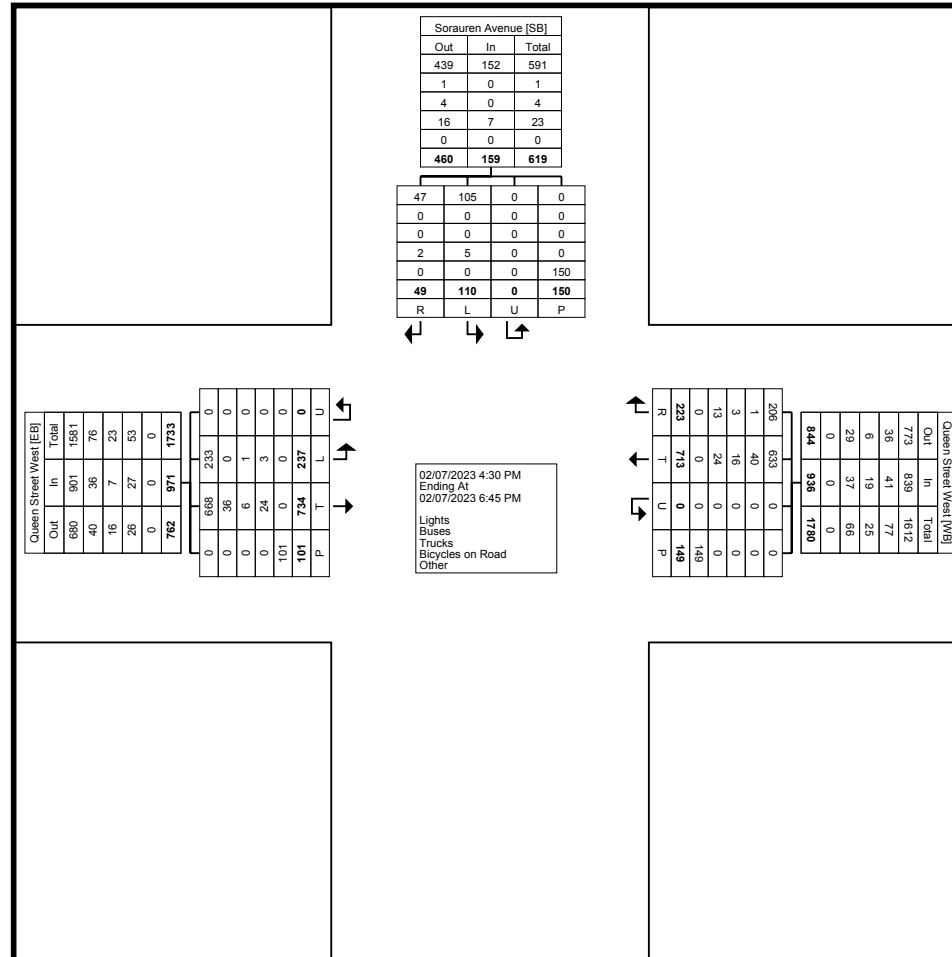 Sorauren Avenue [SB]
Out In Total
439 152 591
1 0 1
4 0 4
16 7 23
0 0 0
460 159 619
47 105 0 0
0 0 0 0
0 0 0 0
2 5 0 0
0 0 0 150
49 110 0 150
R L U P
Queen Street West [EB]
Total In Out
1581 901 680
76 36 40
23 7 16
53 27 26
0 0 0
1733 971 762
0 233 668 0
0 0 36 0
0 1 6 0
0 3 24 0
0 0 0 101
0 237 734 101
U L T P
02/07/2023 4:30 PM
Ending At
02/07/2023 6:45 PM
Lights
Buses
Trucks
Bicycles on Road
Other
Queen Street West [WB]
Out In Total
773 839 1612
36 41 77
6 19 25
29 37 66
0 0 0
844 936 1780
206 633 0 0
1 40 0 0
3 16 0 0
13 24 0 0
0 0 0 149
223 713 0 149
R T U P